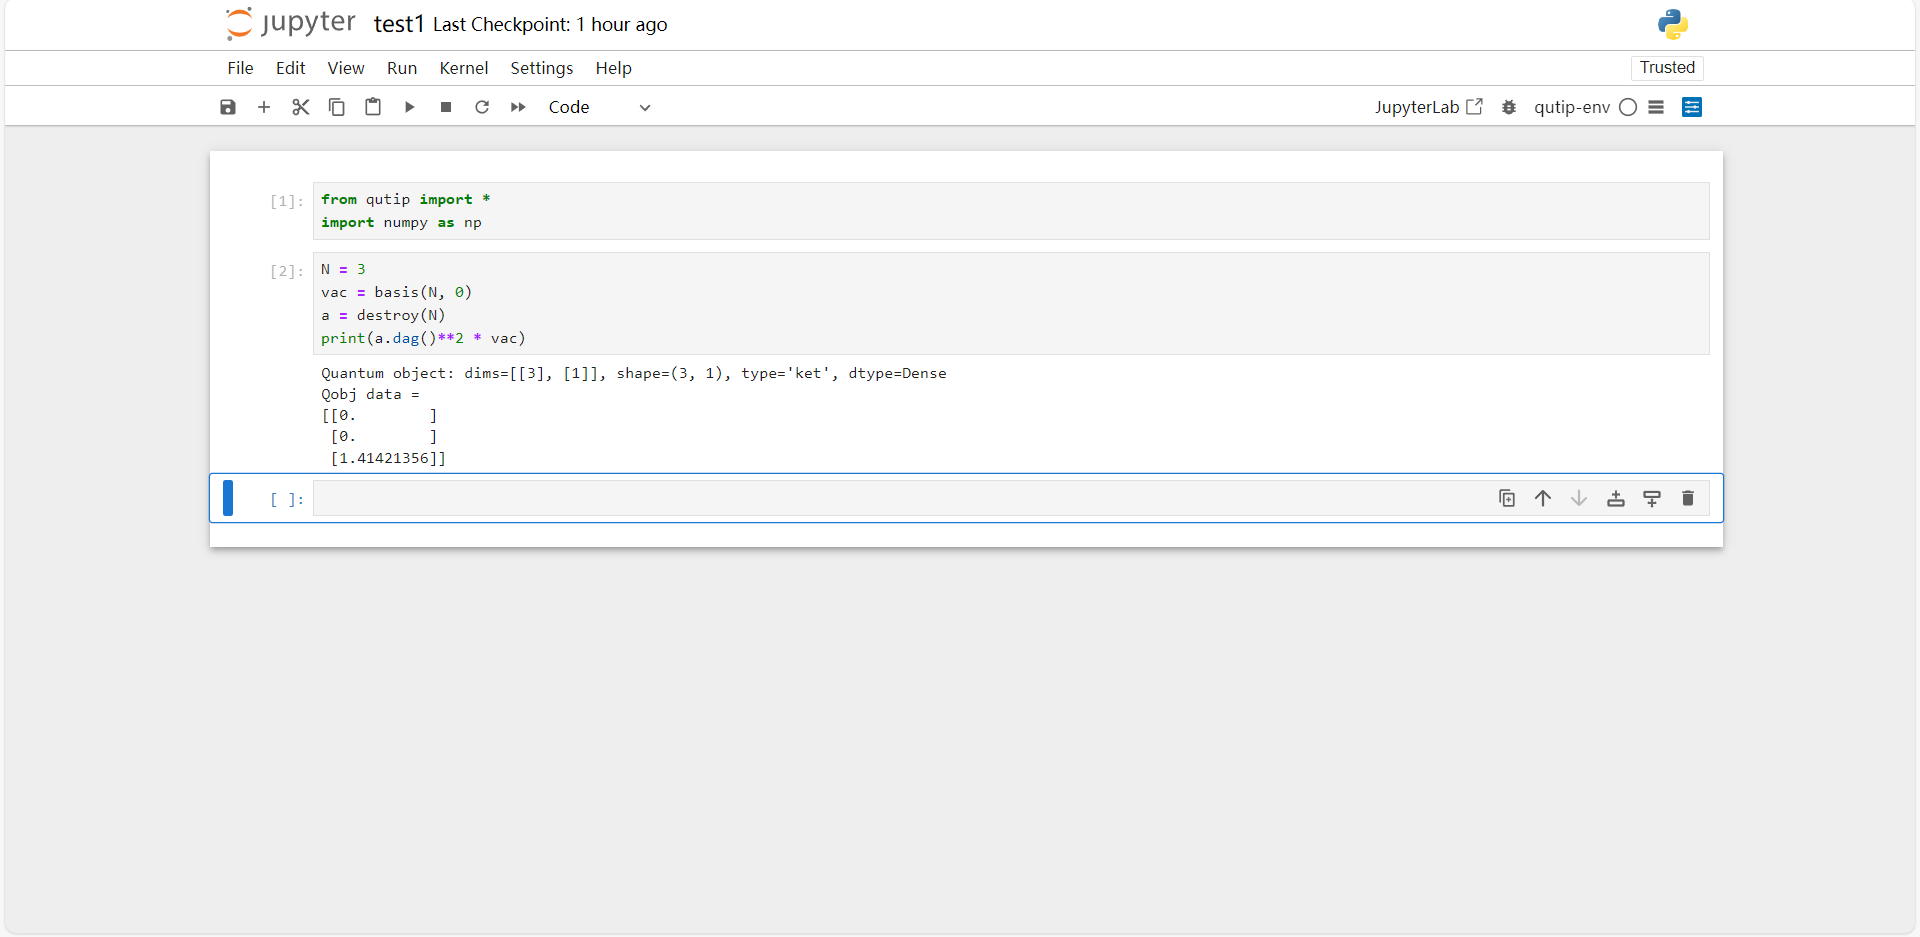 jupyter test1 Last Checkpoint: 1 hour ago
File Edit View Run Kernel Settings Help Trusted
Code JupyterLab qutip-env
[1]: from qutip import *
import numpy as np
[2]: N = 3
vac = basis(N, 0)
a = destroy(N)
print(a.dag()**2 * vac)
Quantum object: dims=[[3], [1]], shape=(3, 1), type='ket', dtype=Dense
Qobj data =
[[0.        ]
 [0.        ]
 [1.41421356]]
[ ]: